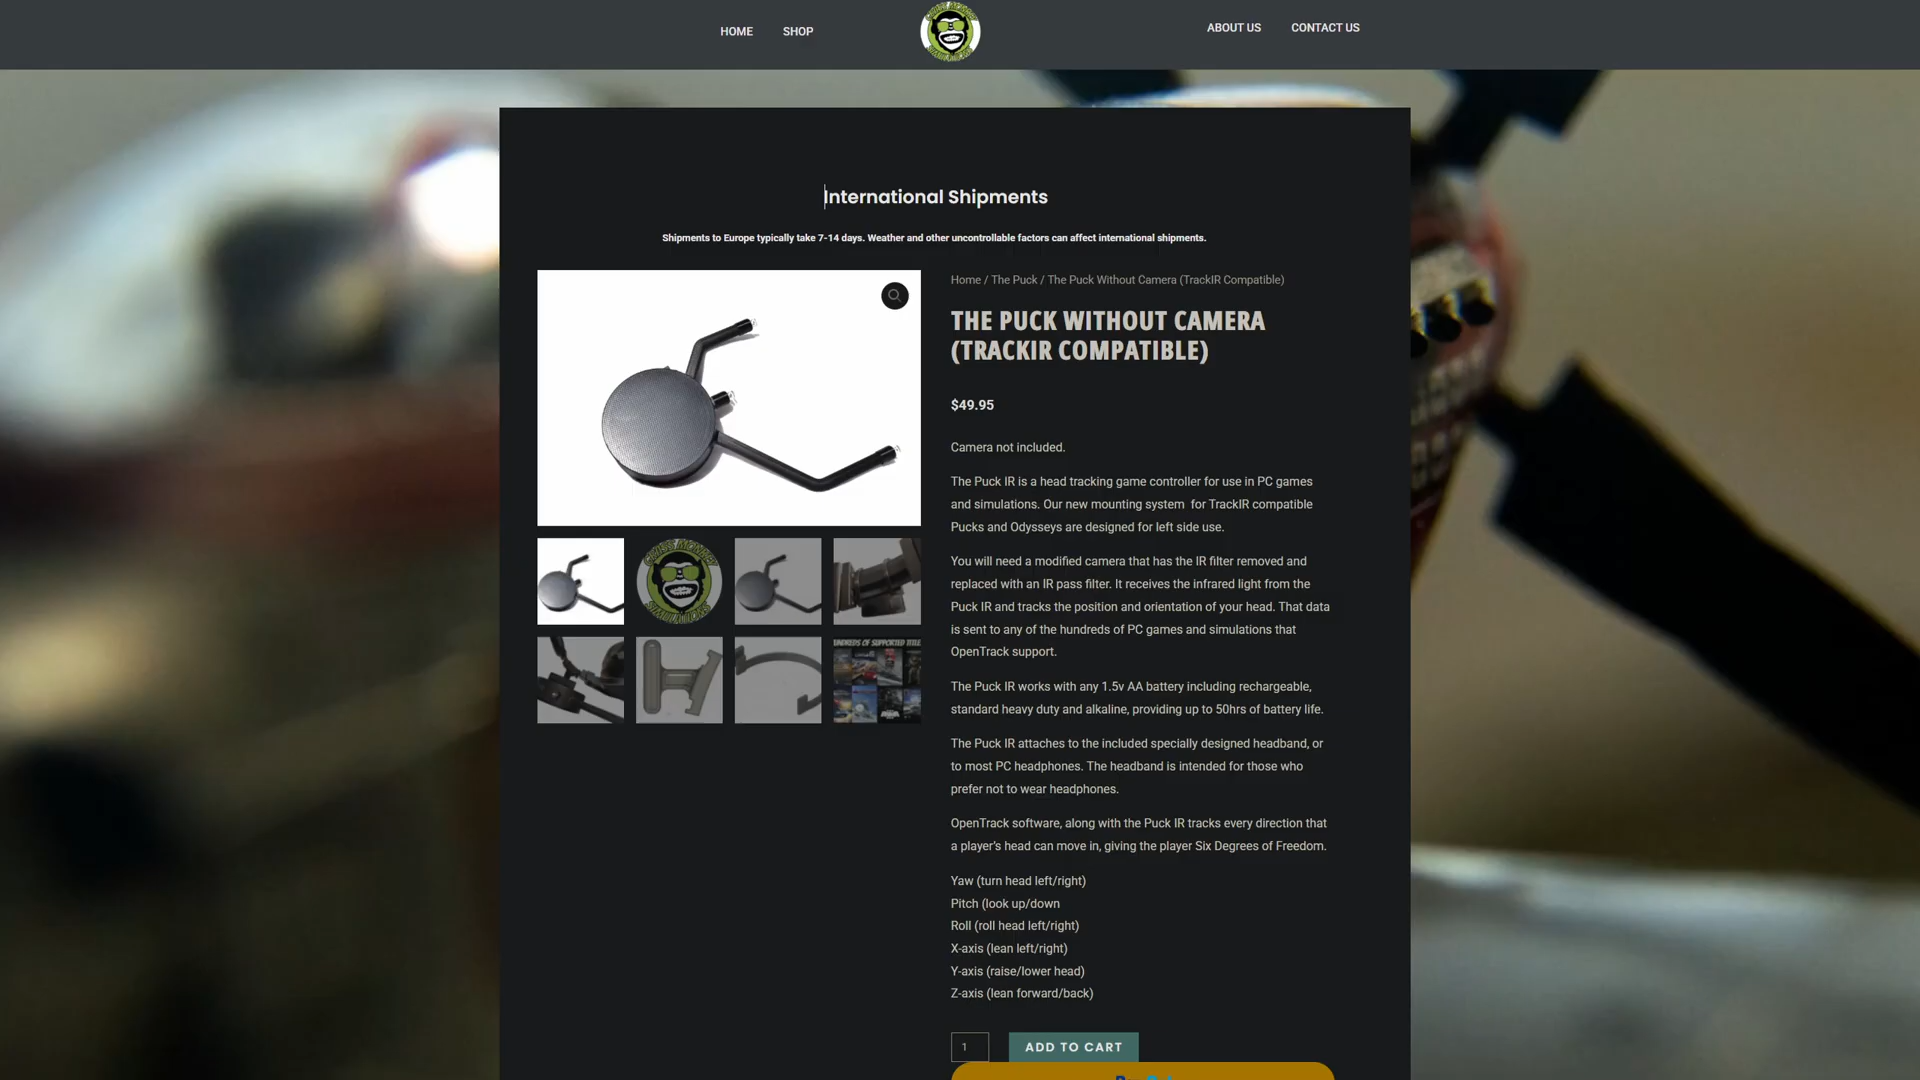 HOME
SHOP
ABOUT US
CONTACT US
International Shipments
Shipments to Europe typically take 7-14 days. Weather and other uncontrollable factors can affect international shipments.
Home / The Puck / The Puck Without Camera (TrackIR Compatible)
THE PUCK WITHOUT CAMERA
(TRACKIR COMPATIBLE)
$49.95
Camera not included.
The Puck IR is a head tracking game controller for use in PC games
and simulations. Our new mounting system  for TrackIR compatible
Pucks and Odysseys are designed for left side use.
You will need a modified camera that has the IR filter removed and
replaced with an IR pass filter. It receives the infrared light from the
Puck IR and tracks the position and orientation of your head. That data
is sent to any of the hundreds of PC games and simulations that
OpenTrack support.
The Puck IR works with any 1.5v AA battery including rechargeable,
standard heavy duty and alkaline, providing up to 50hrs of battery life.
The Puck IR attaches to the included specially designed headband, or
to most PC headphones. The headband is intended for those who
prefer not to wear headphones.
OpenTrack software, along with the Puck IR tracks every direction that
a player's head can move in, giving the player Six Degrees of Freedom.
Yaw (turn head left/right)
Pitch (look up/down
Roll (roll head left/right)
X-axis (lean left/right)
Y-axis (raise/lower head)
Z-axis (lean forward/back)
1
ADD TO CART